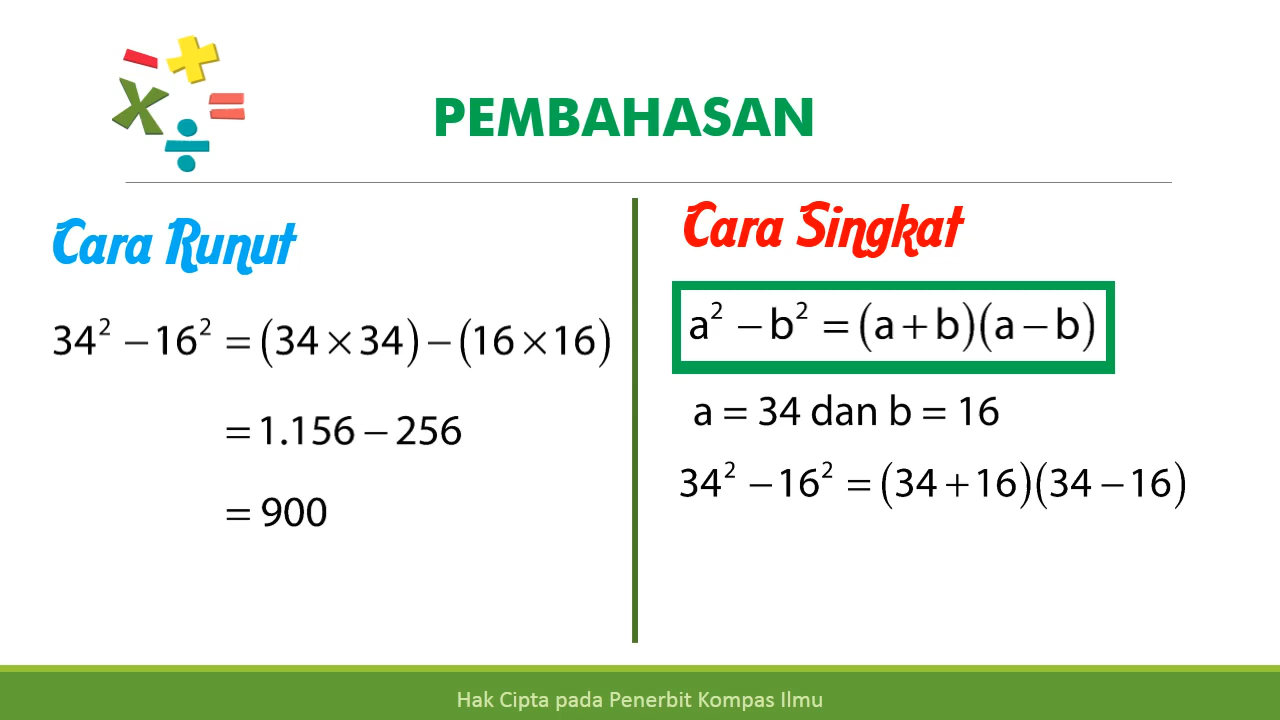 PEMBAHASAN
Cara Runut
34² − 16² = (34 × 34) − (16 × 16)
= 1.156 − 256
= 900
Cara Singkat
a² − b² = (a + b)(a − b)
a = 34 dan b = 16
34² − 16² = (34 + 16)(34 − 16)
Hak Cipta pada Penerbit Kompas Ilmu